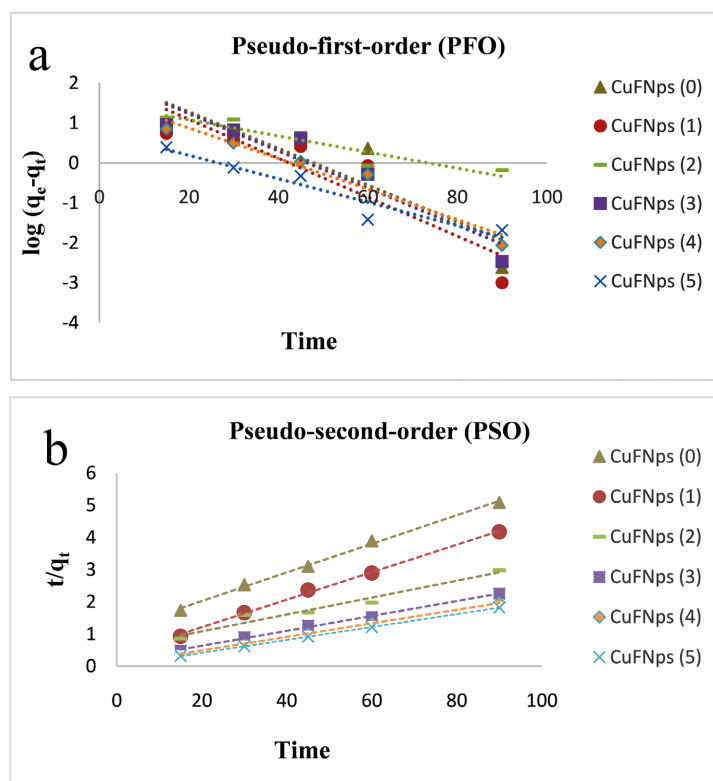 a
Pseudo-first-order (PFO)
2
1
0
-1
-2
-3
-4
0
20
40
60
80
100
log (qe-qt)
Time
CuFNps (0)
CuFNps (1)
CuFNps (2)
CuFNps (3)
CuFNps (4)
CuFNps (5)
b
Pseudo-second-order (PSO)
6
5
4
3
2
1
0
0
20
40
60
80
100
t/qt
Time
CuFNps (0)
CuFNps (1)
CuFNps (2)
CuFNps (3)
CuFNps (4)
CuFNps (5)